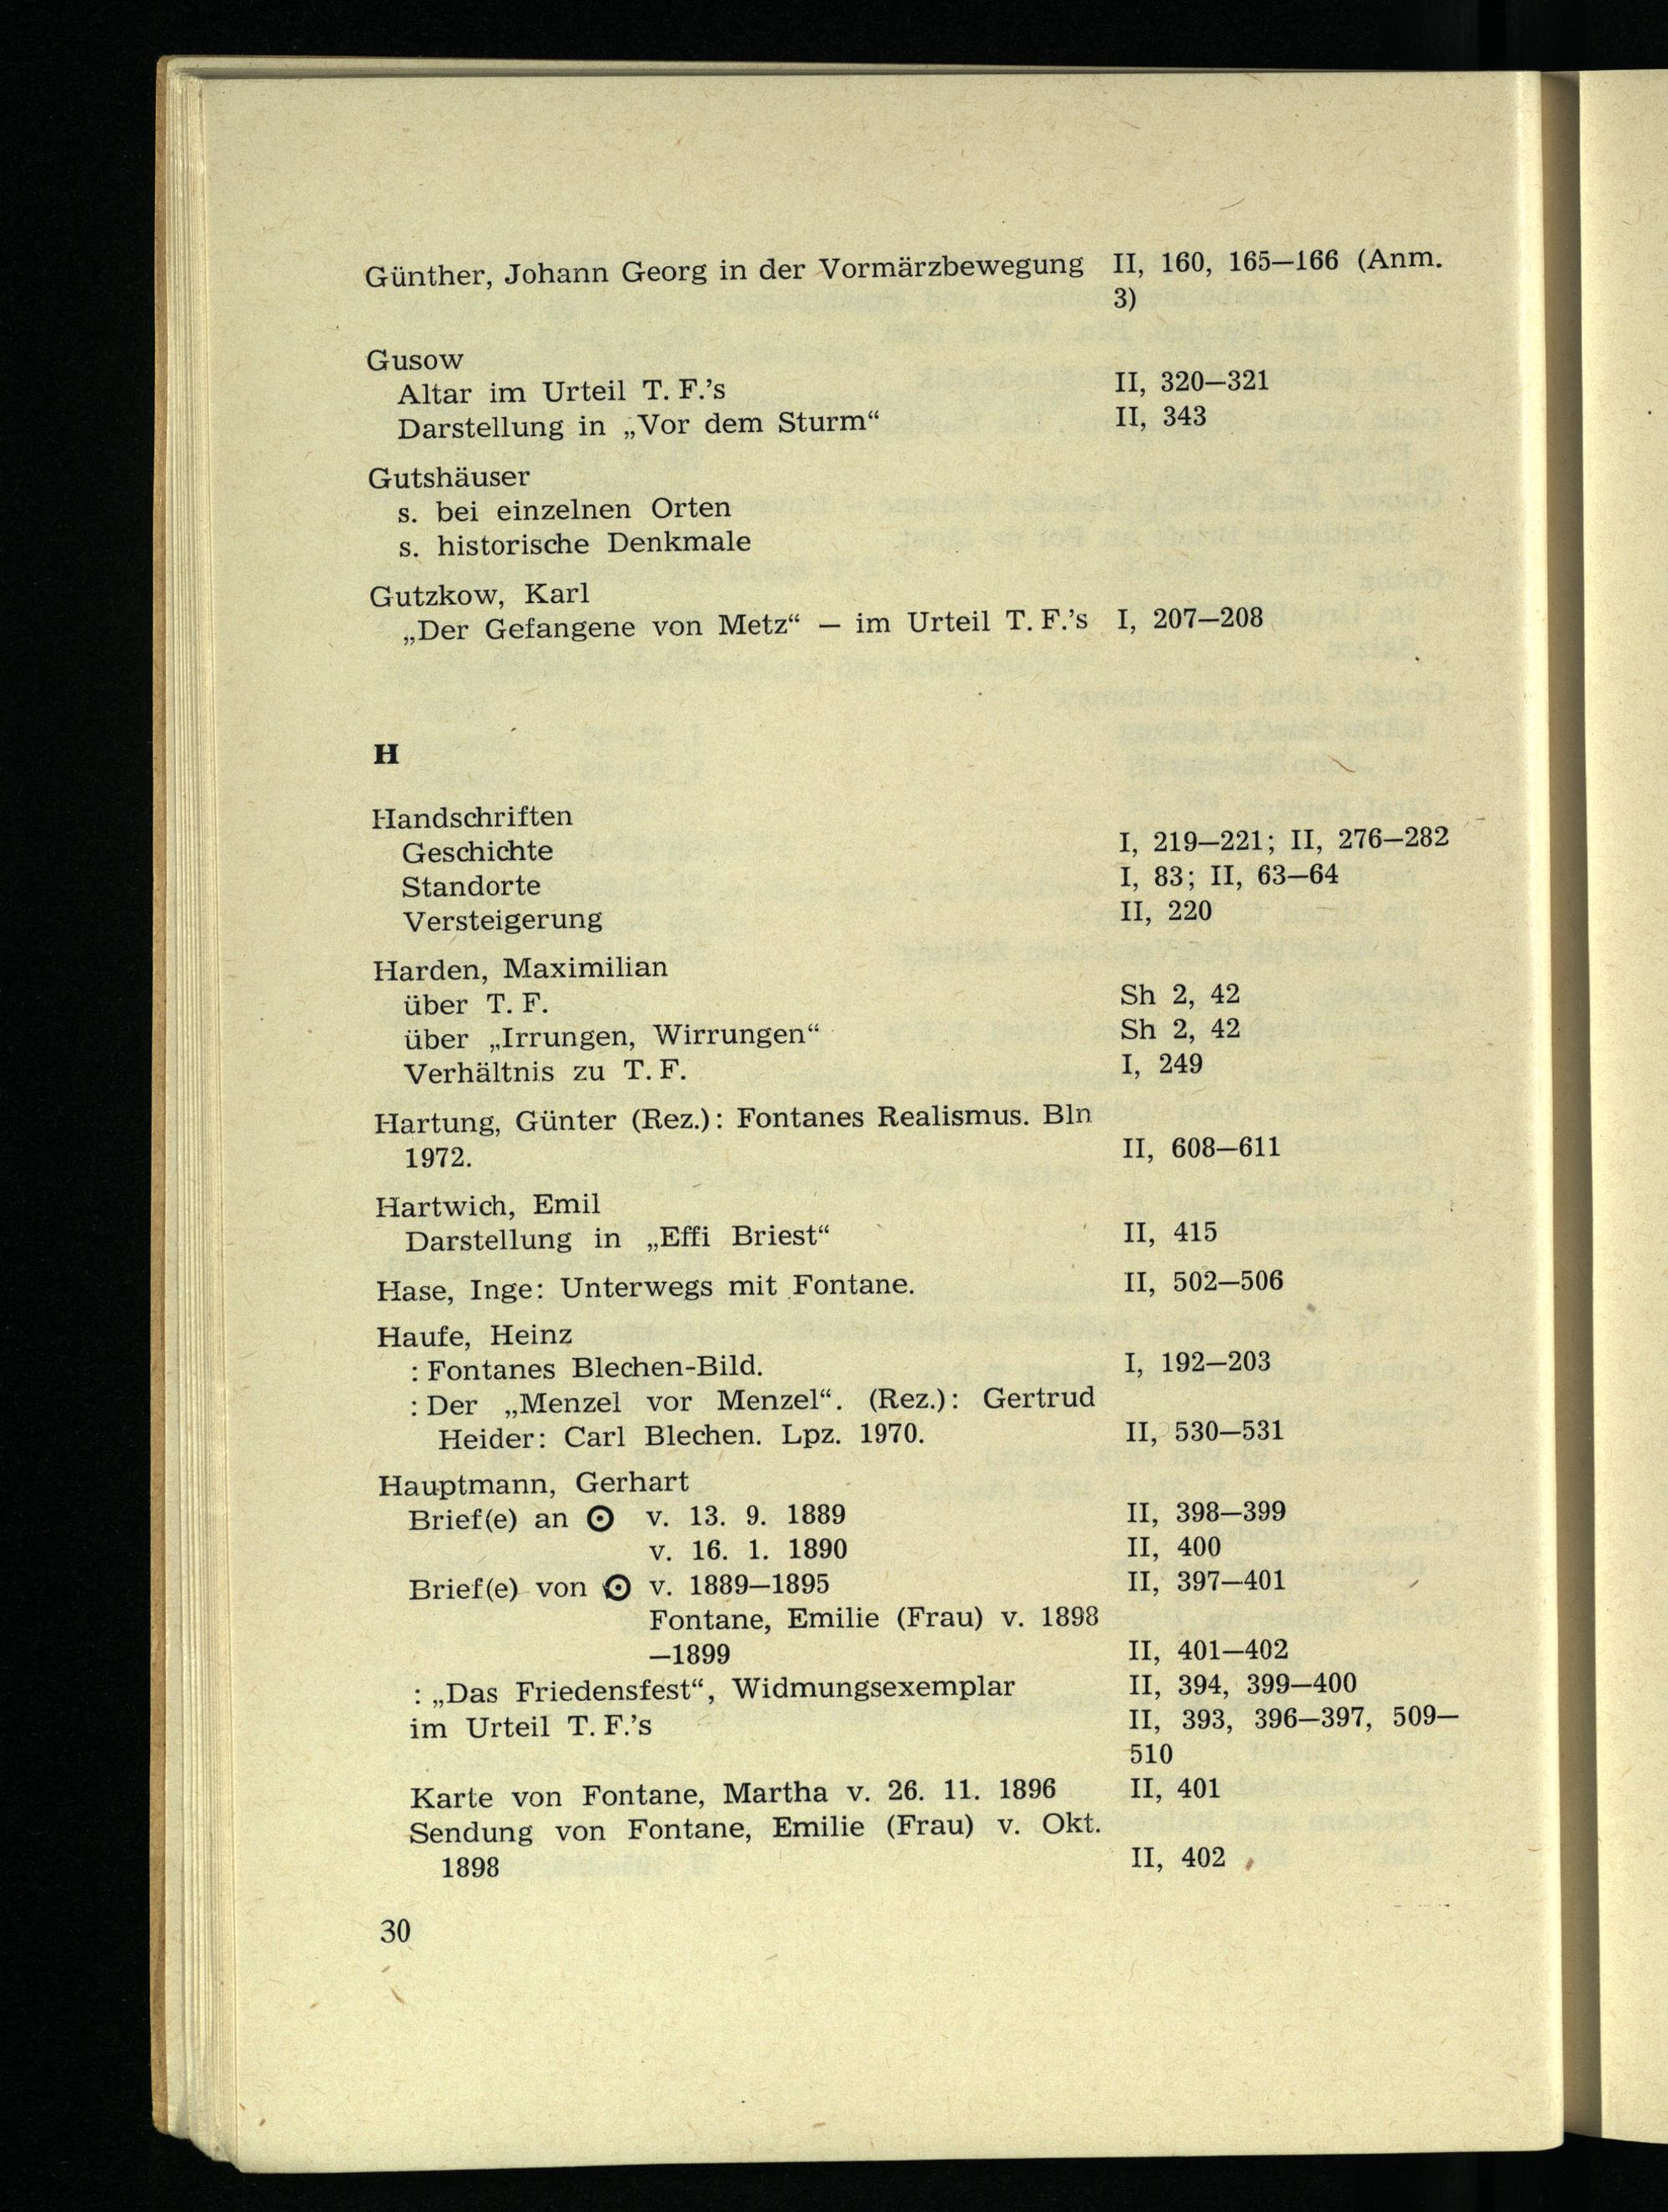 Günther, Johann Georg in der Vormärzbewegung II, 160, 165—166 (Anm.
3)
Gusow
Altar im Urteil T. F.’s II, 320—321
Darstellung in „Vor dem Sturm“ II, 343
Gutshäuser
s. bei einzelnen Orten
s. historische Denkmale
Gutzkow, Karl
„Der Gefangene von Metz“ — im Urteil T. F.’s I, 207—208
H
Handschriften
Geschichte I, 219—221; II, 276—282
Standorte I, 83; II, 63—64
Versteigerung II, 220
Harden, Maximilian
über T. F. Sh 2, 42
über „Irrungen, Wirrungen“ Sh 2, 42
Verhältnis zu T. F. I, 249
Hartung, Günter (Rez.): Fontanes Realismus. Bln
1972. II, 608—611
Hartwich, Emil
Darstellung in „Effi Briest“ II, 415
Hase, Inge: Unterwegs mit Fontane. II, 502—506
Haufe, Heinz
: Fontanes Blechen-Bild. I, 192—203
: Der „Menzel vor Menzel“. (Rez.): Gertrud
Heider: Carl Blechen. Lpz. 1970. II, 530—531
Hauptmann, Gerhart
Brief(e) an ⊙ v. 13. 9. 1889 II, 398—399
v. 16. 1. 1890 II, 400
Brief(e) von ⊙ v. 1889—1895 II, 397—401
Fontane, Emilie (Frau) v. 1898
—1899 II, 401—402
: „Das Friedensfest“, Widmungsexemplar II, 394, 399—400
im Urteil T. F.’s II, 393, 396—397, 509—
510
Karte von Fontane, Martha v. 26. 11. 1896 II, 401
Sendung von Fontane, Emilie (Frau) v. Okt.
1898 II, 402
30